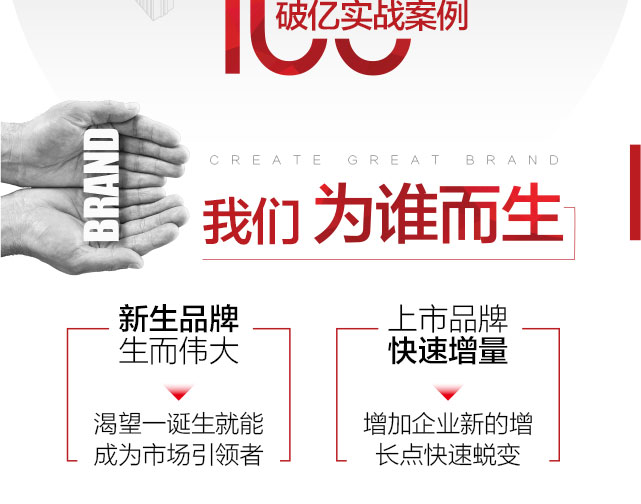 破亿实战案例
BRAND
CREATE GREAT BRAND
我们 为谁而生
新生品牌
生而伟大
渴望一诞生就能
成为市场引领者
上市品牌
快速增量
增加企业新的增
长点快速蜕变